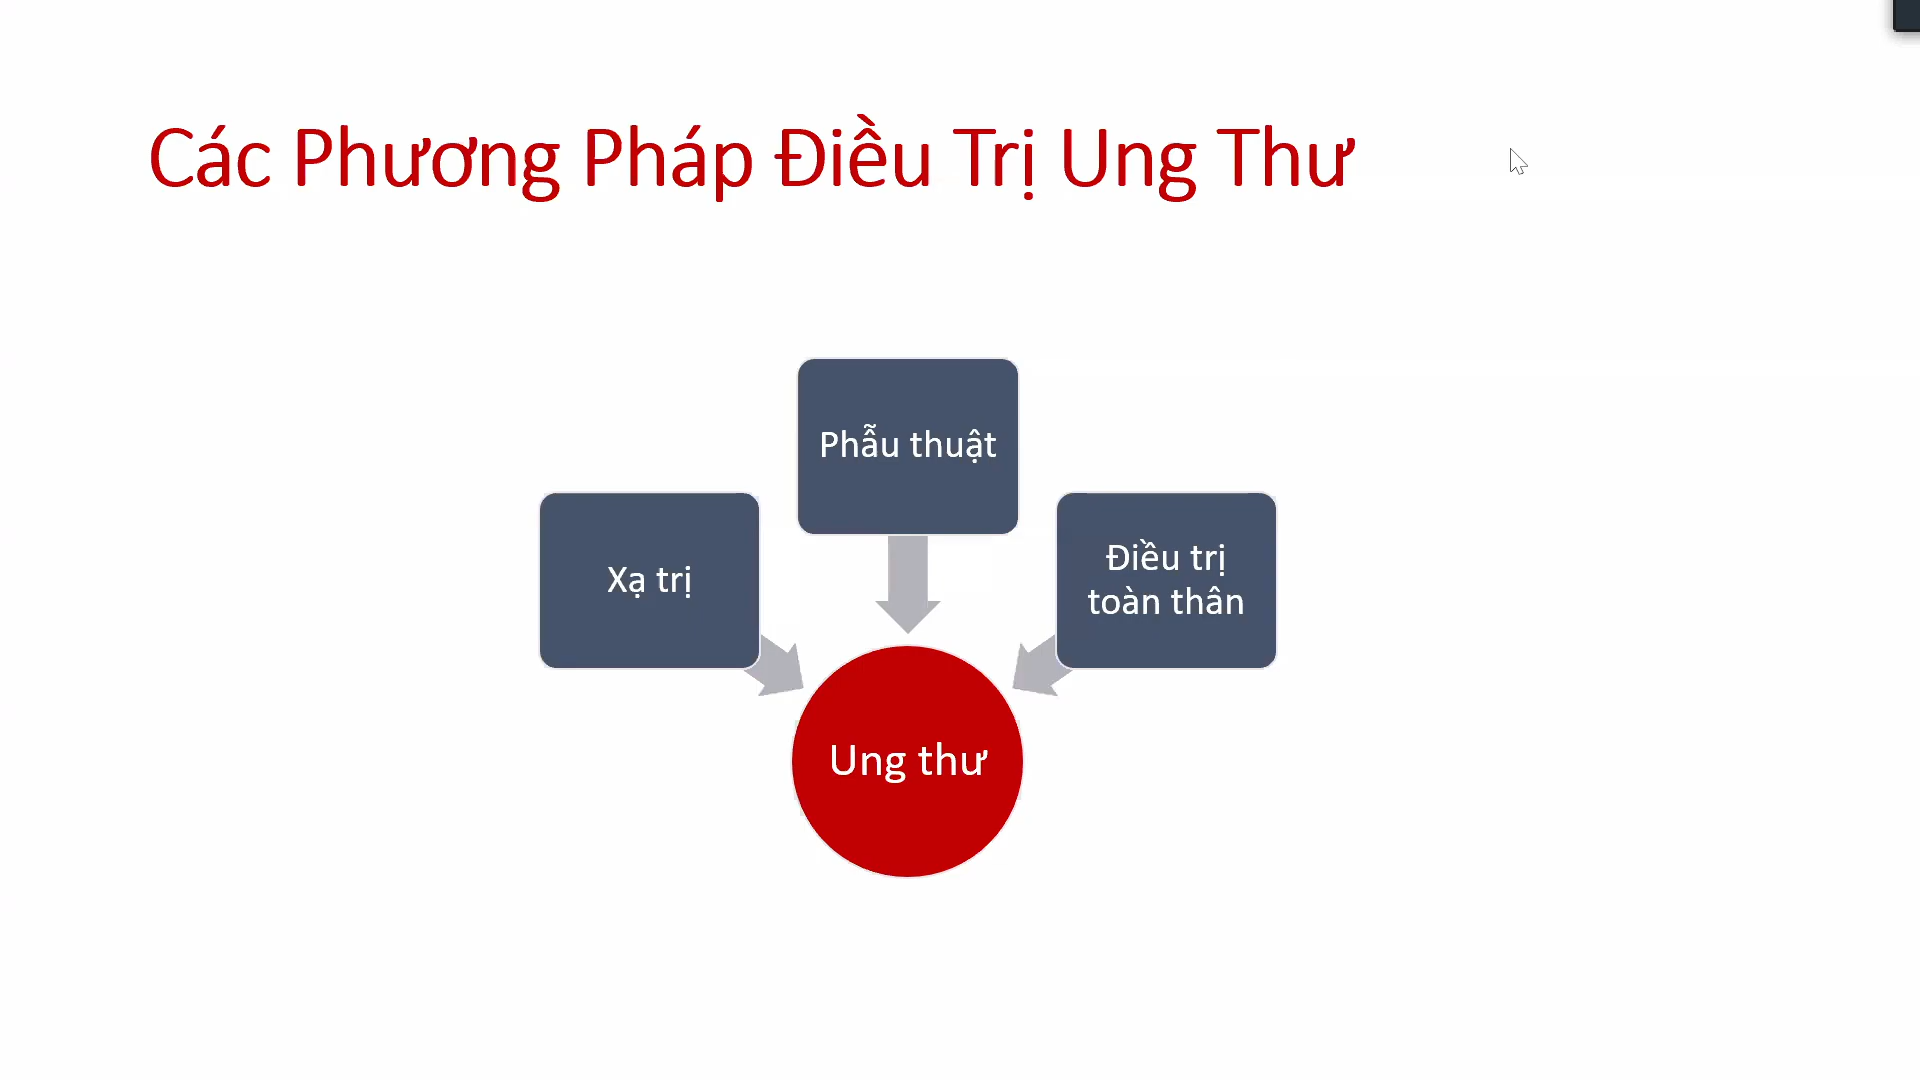 Các Phương Pháp Điều Trị Ung Thư
Phẫu thuật
Xạ trị
Điều trị
toàn thân
Ung thư